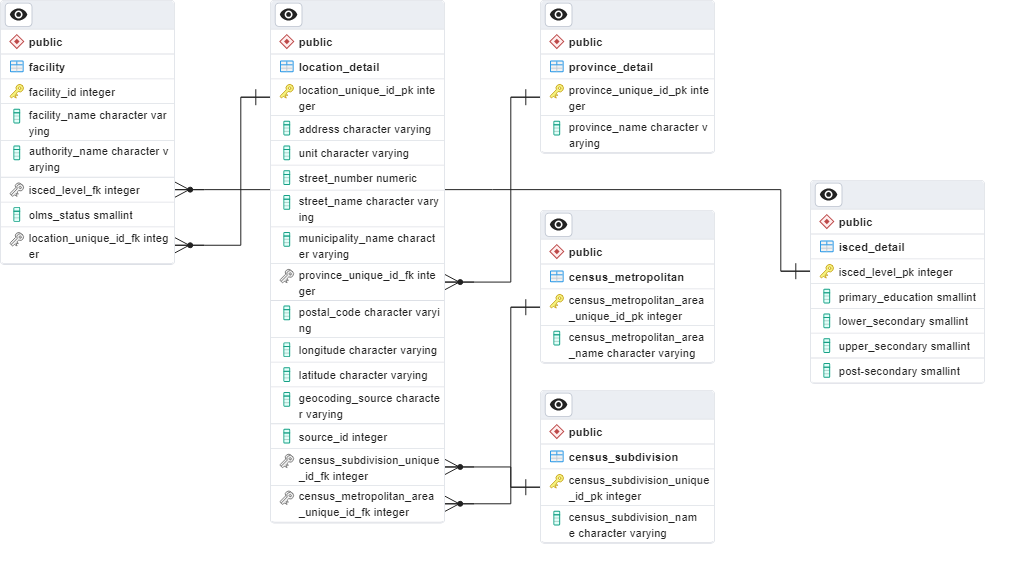 public
facility
facility_id integer
facility_name character var
ying
authority_name character v
arying
isced_level_fk integer
olms_status smallint
location_unique_id_fk integ
er
public
location_detail
location_unique_id_pk inte
ger
address character varying
unit character varying
street_number numeric
street_name character vary
ing
municipality_name charact
er varying
province_unique_id_fk inte
ger
postal_code character varyi
ng
longitude character varying
latitude character varying
geocoding_source characte
r varying
source_id integer
census_subdivision_unique
_id_fk integer
census_metropolitan_area
_unique_id_fk integer
public
province_detail
province_unique_id_pk inte
ger
province_name character v
arying
public
census_metropolitan
census_metropolitan_area
_unique_id_pk integer
census_metropolitan_area
_name character varying
public
census_subdivision
census_subdivision_unique
_id_pk integer
census_subdivision_nam
e character varying
public
isced_detail
isced_level_pk integer
primary_education smallint
lower_secondary smallint
upper_secondary smallint
post-secondary smallint